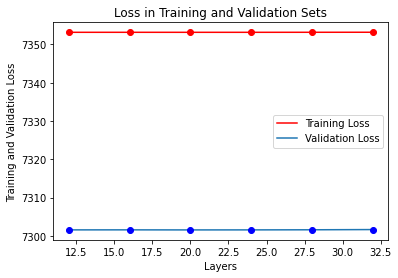 Loss in Training and Validation Sets
Training and Validation Loss
7350
7340
7330
7320
7310
7300
Training Loss
Validation Loss
12.5 15.0 17.5 20.0 22.5 25.0 27.5 30.0 32.5
Layers